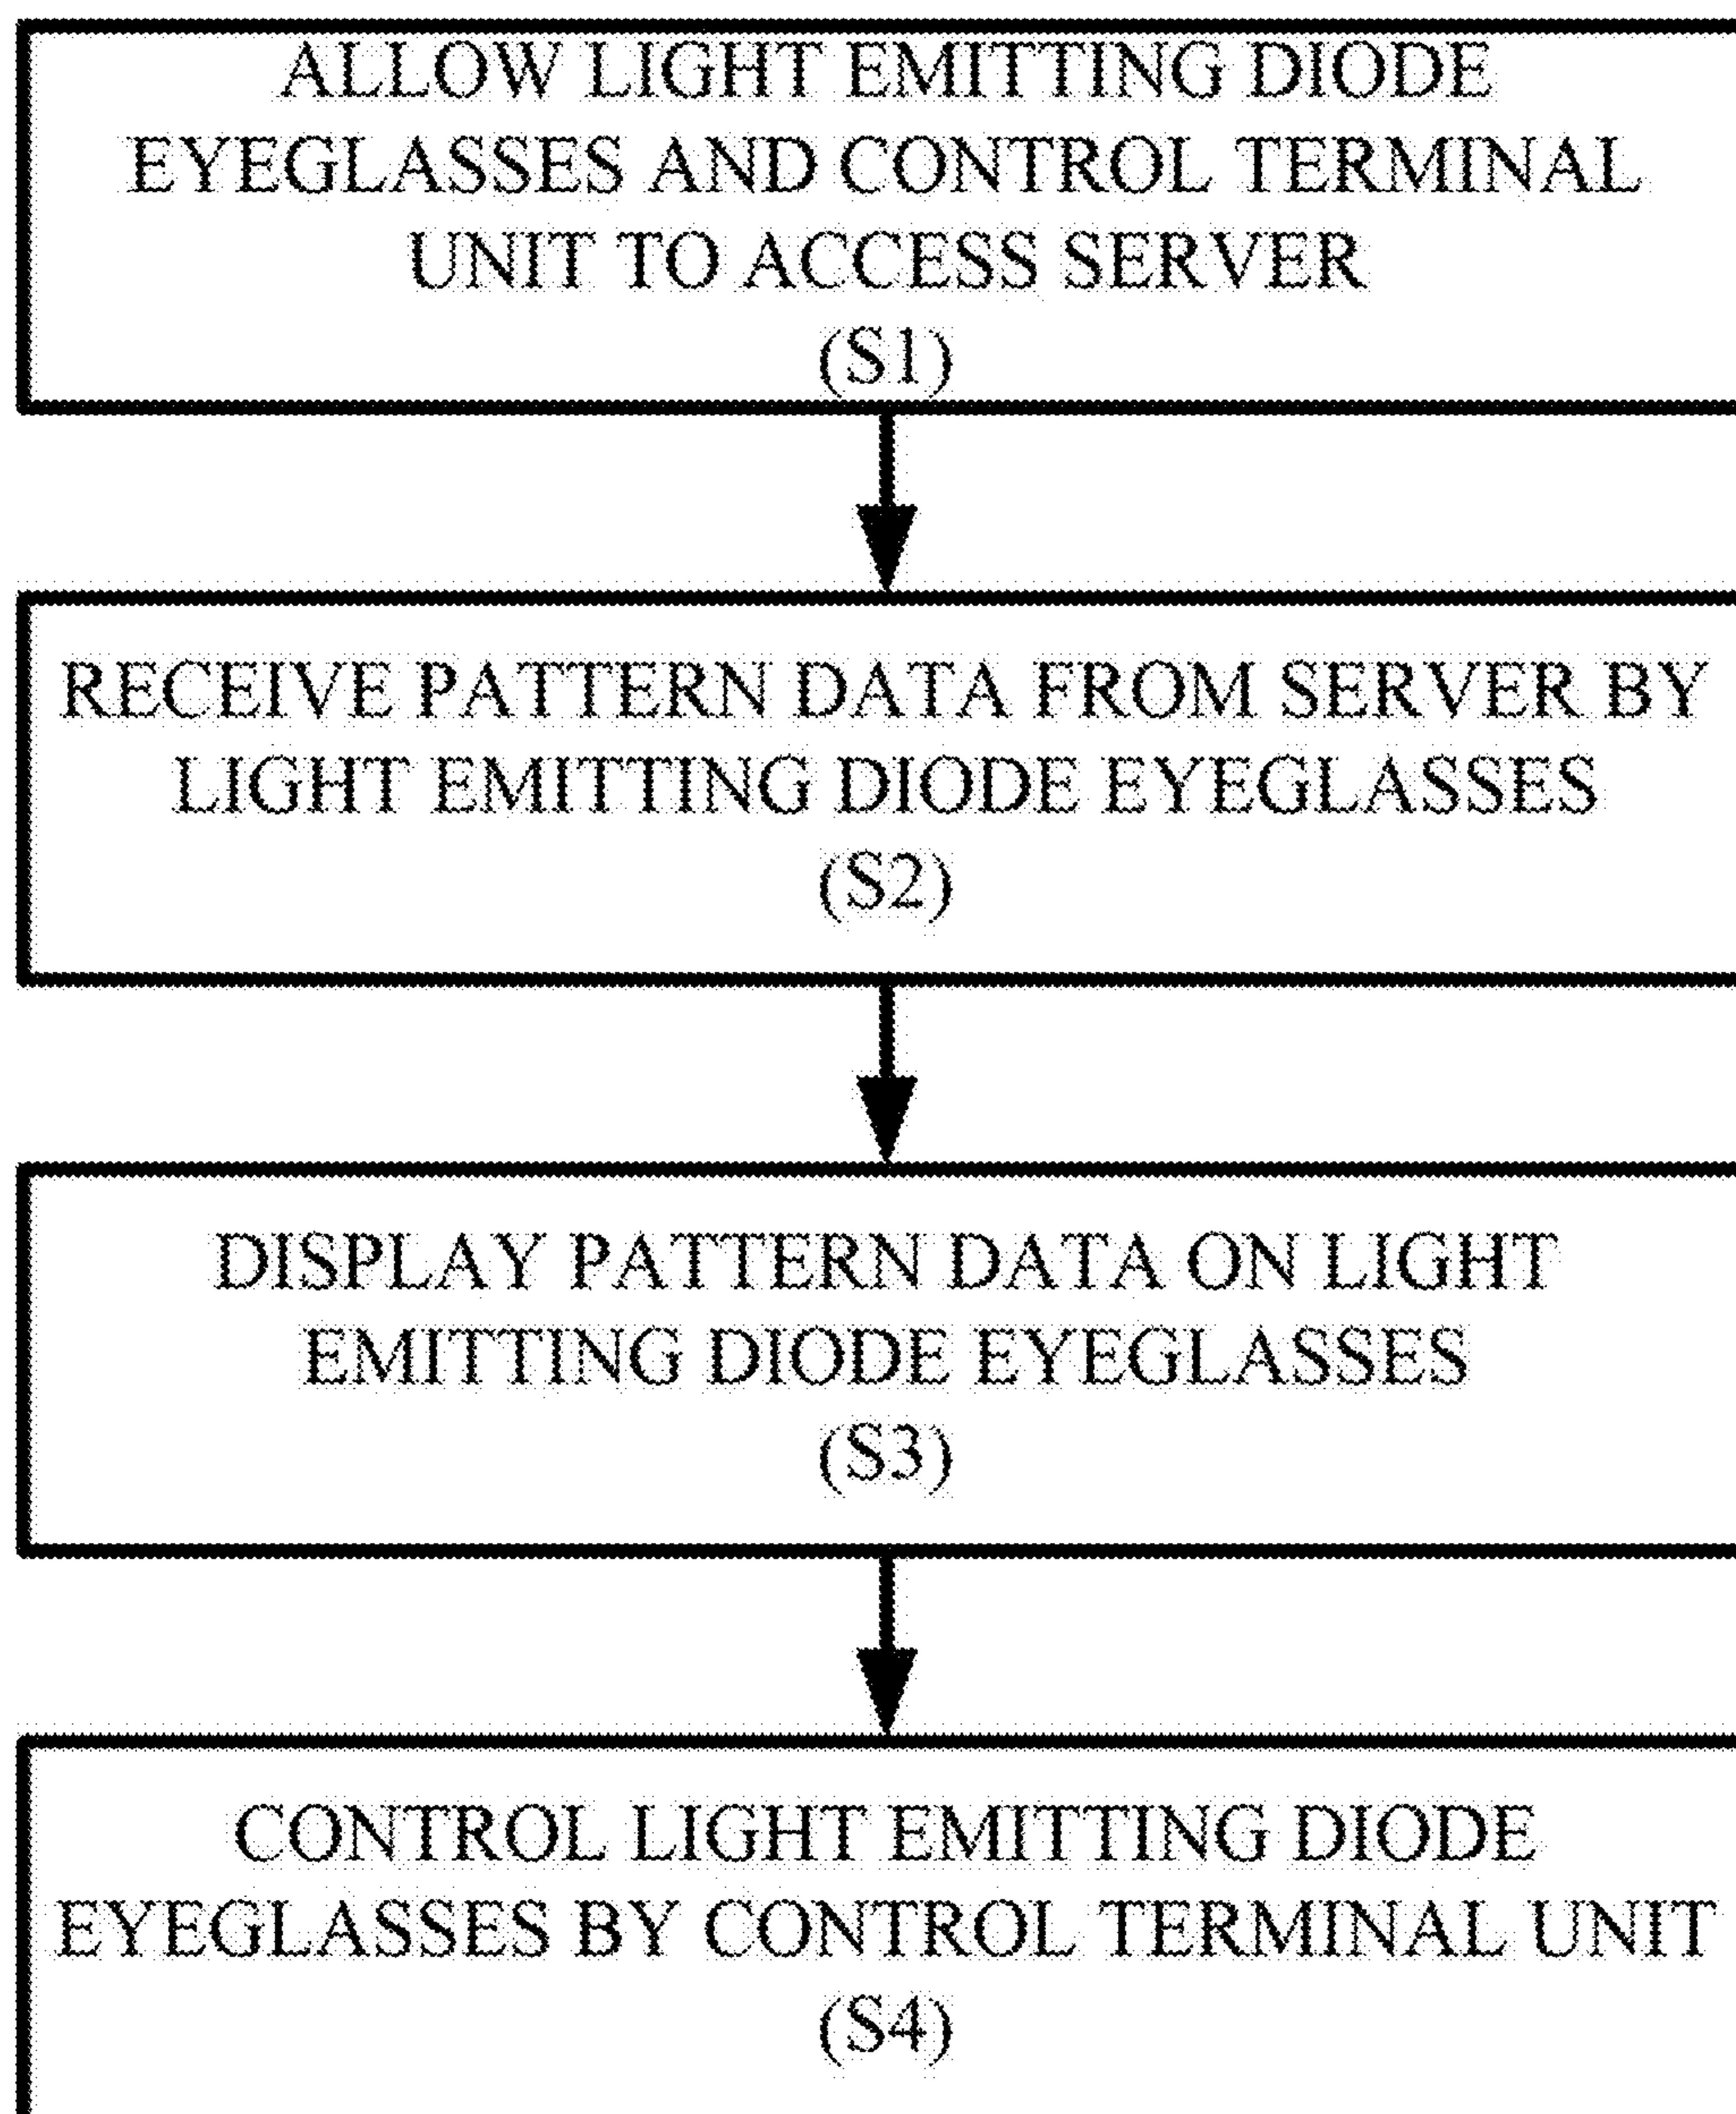 ALLOW LIGHT EMITTING DIODE
EYEGLASSES AND CONTROL TERMINAL
UNIT TO ACCESS SERVER
(S1)
RECEIVE PATTERN DATA FROM SERVER BY
LIGHT EMITTING DIODE EYEGLASSES
(S2)
DISPLAY PATTERN DATA ON LIGHT
EMITTING DIODE EYEGLASSES
(S3)
CONTROL LIGHT EMITTING DIODE
EYEGLASSES BY CONTROL TERMINAL UNIT
(S4)